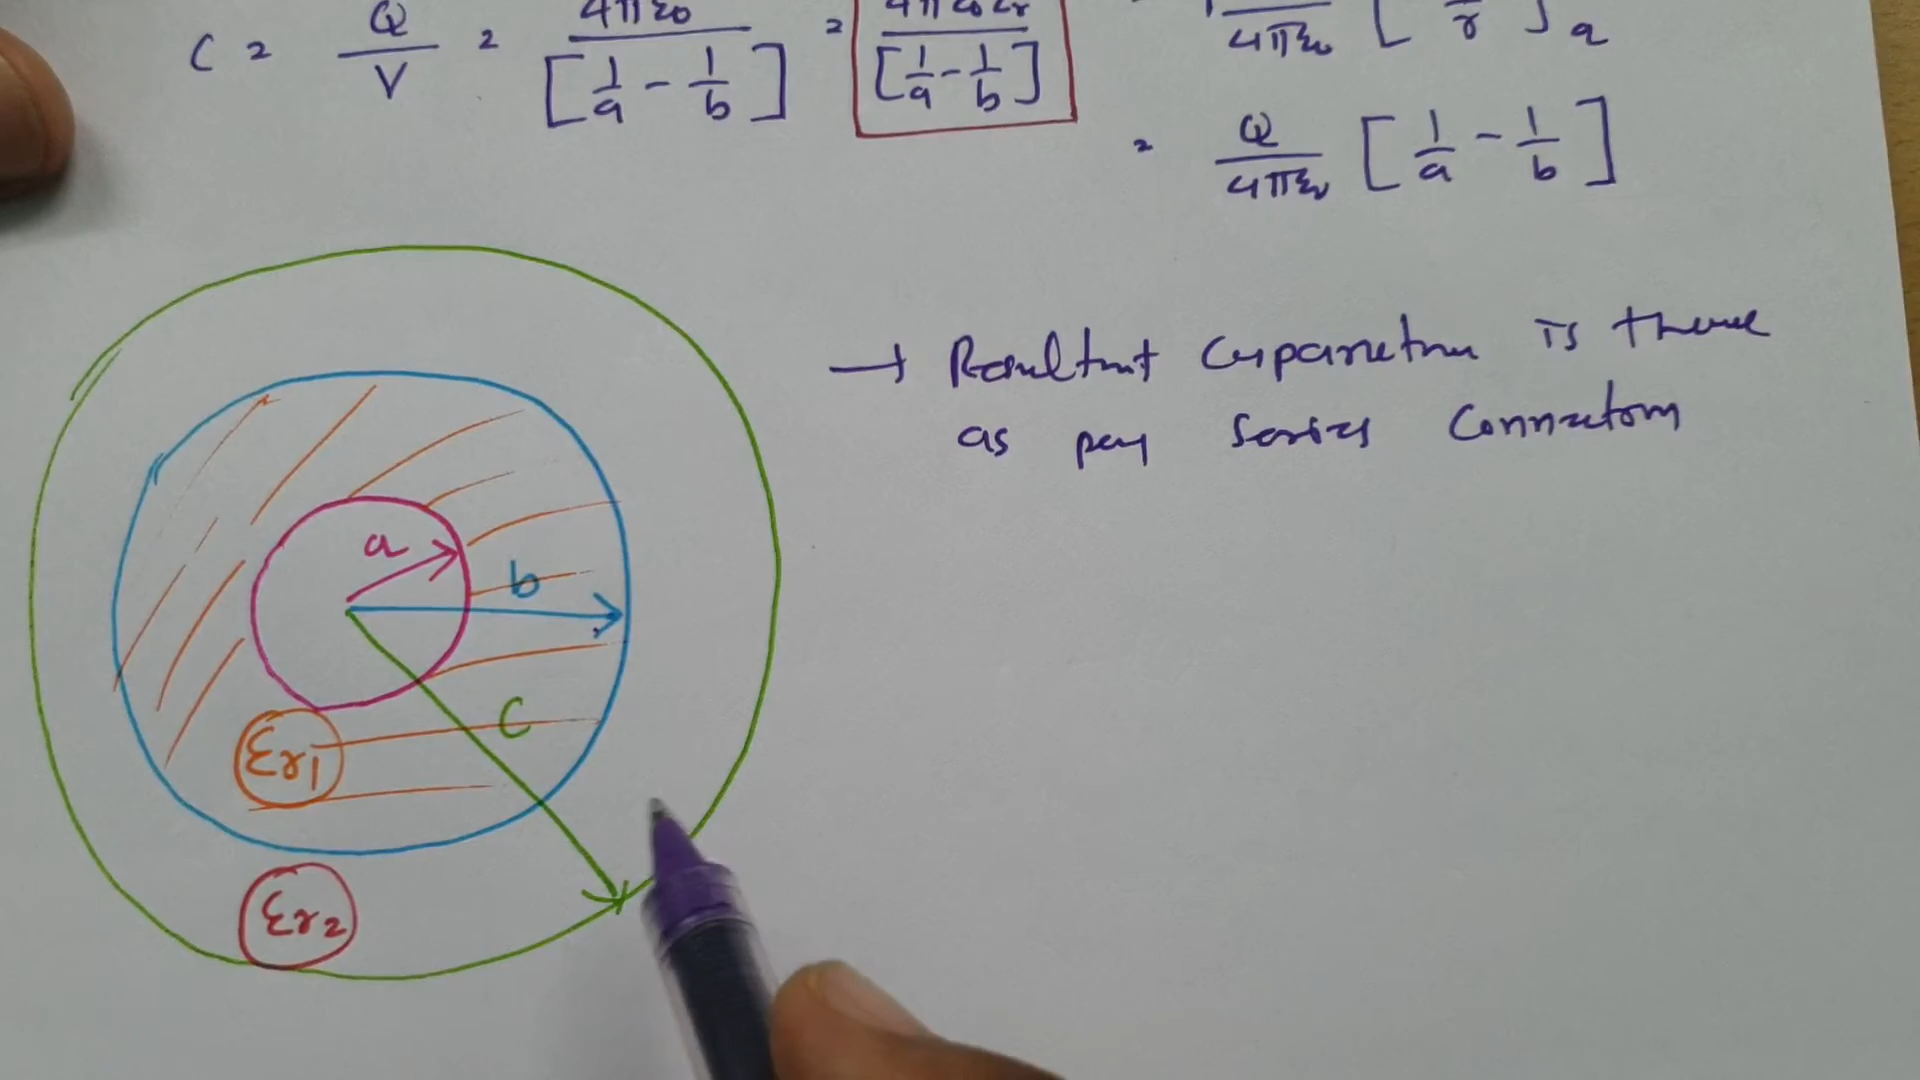 C = Q/V = 4πε0/[1/a - 1/b] = 4πε0εr/[1/a - 1/b]
= Q/4πε0 [1/a - 1/b]
→ Resultant Capacitance is there
as per series Connection
a
b
c
εr1
εr2